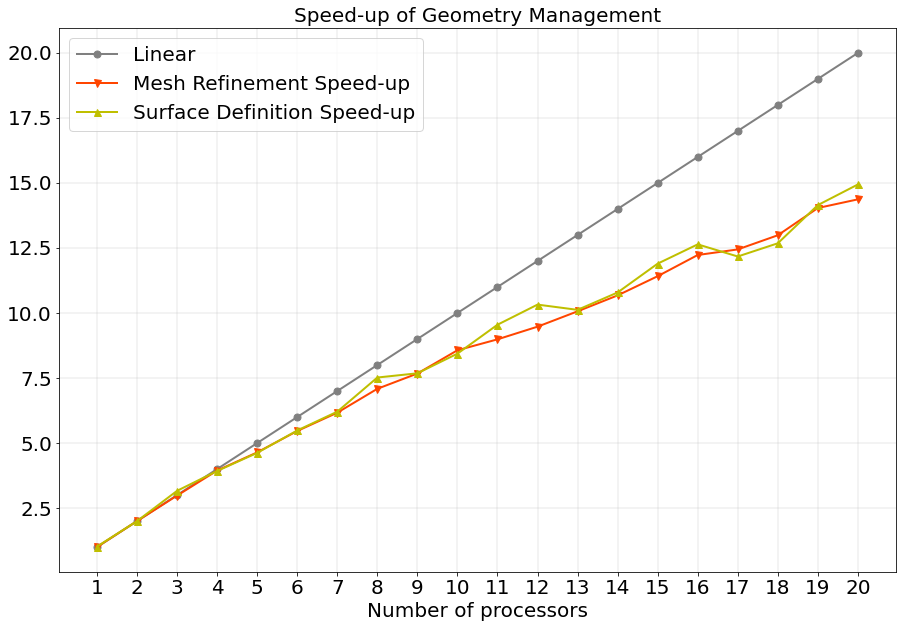 Speed-up of Geometry Management
Linear
Mesh Refinement Speed-up
Surface Definition Speed-up
20.0
17.5
15.0
12.5
10.0
7.5
5.0
2.5
1 2 3 4 5 6 7 8 9 10 11 12 13 14 15 16 17 18 19 20
Number of processors